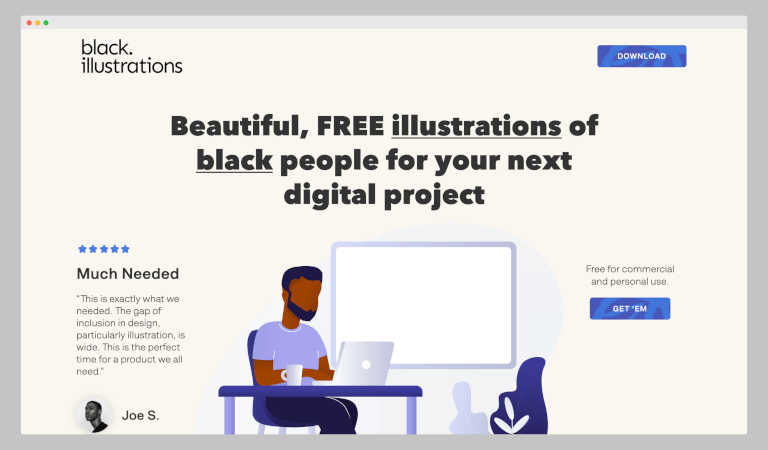 black.
illustrations
DOWNLOAD
Beautiful, FREE illustrations of
black people for your next
digital project
Much Needed
"This is exactly what we
needed. The gap of
inclusion in design,
particularly illustration, is
wide. This is the perfect
time for a product we all
need."
Joe S.
Free for commercial
and personal use.
GET 'EM